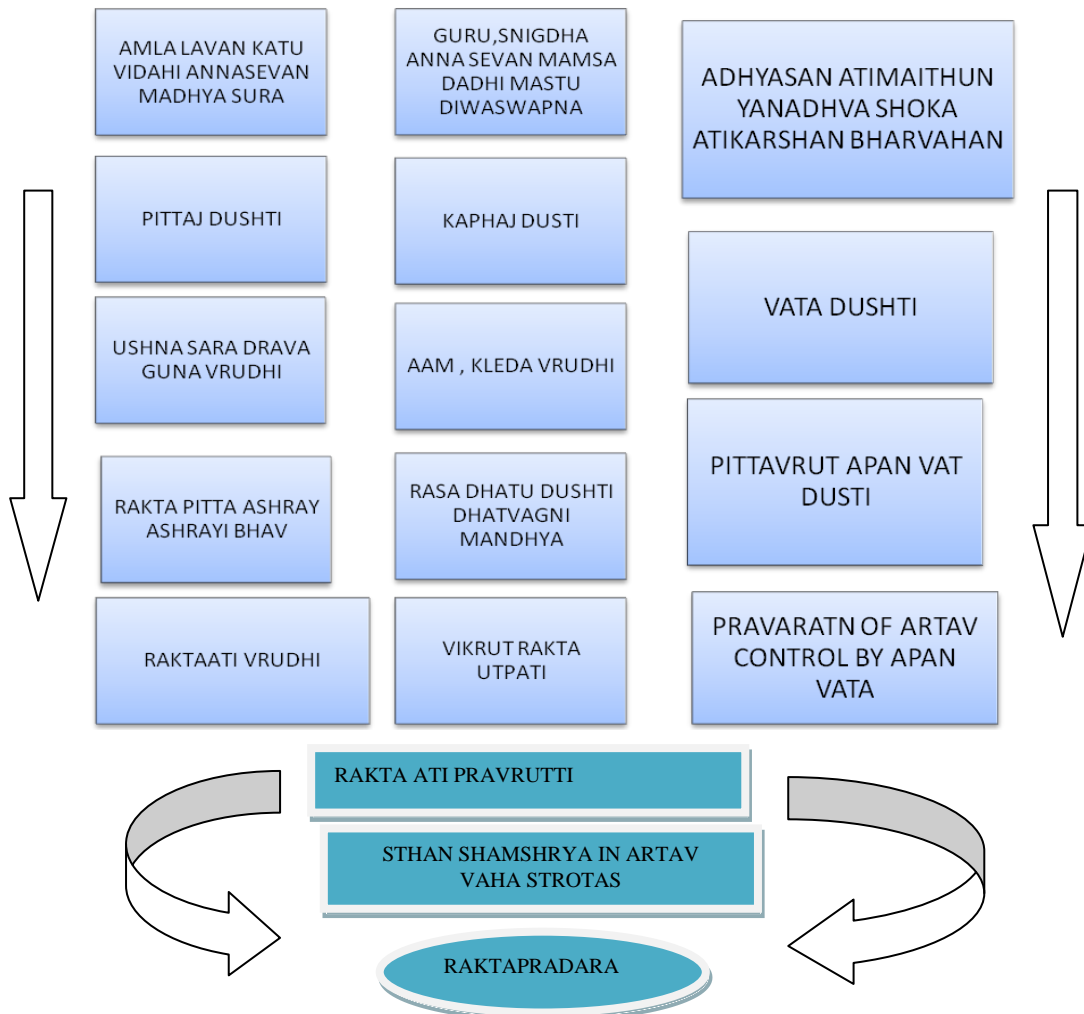 AMLA LAVAN KATU
VIDAHI ANNASEVAN
MADHYA SURA
PITTAJ DUSHTI
USHNA SARA DRAVA
GUNA VRUDHI
RAKTA PITTA ASHRAY
ASHRAYI BHAV
RAKTAATI VRUDHI
GURU,SNIGDHA
ANNA SEVAN MAMSA
DADHI MASTU
DIWASWAPNA
KAPHAJ DUSTI
AAM , KLEDA VRUDHI
RASA DHATU DUSHTI
DHATVAGNI
MANDHYA
VIKRUT RAKTA
UTPATI
ADHYASAN ATIMAITHUN
YANADHVA SHOKA
ATIKARSHAN BHARVAHAN
VATA DUSHTI
PITTAVRUT APAN VAT
DUSTI
PRAVARATN OF ARTAV
CONTROL BY APAN
VATA
RAKTA ATI PRAVRUTTI
STHAN SHAMSHRYA IN ARTAV
VAHA STROTAS
RAKTAPRADARA